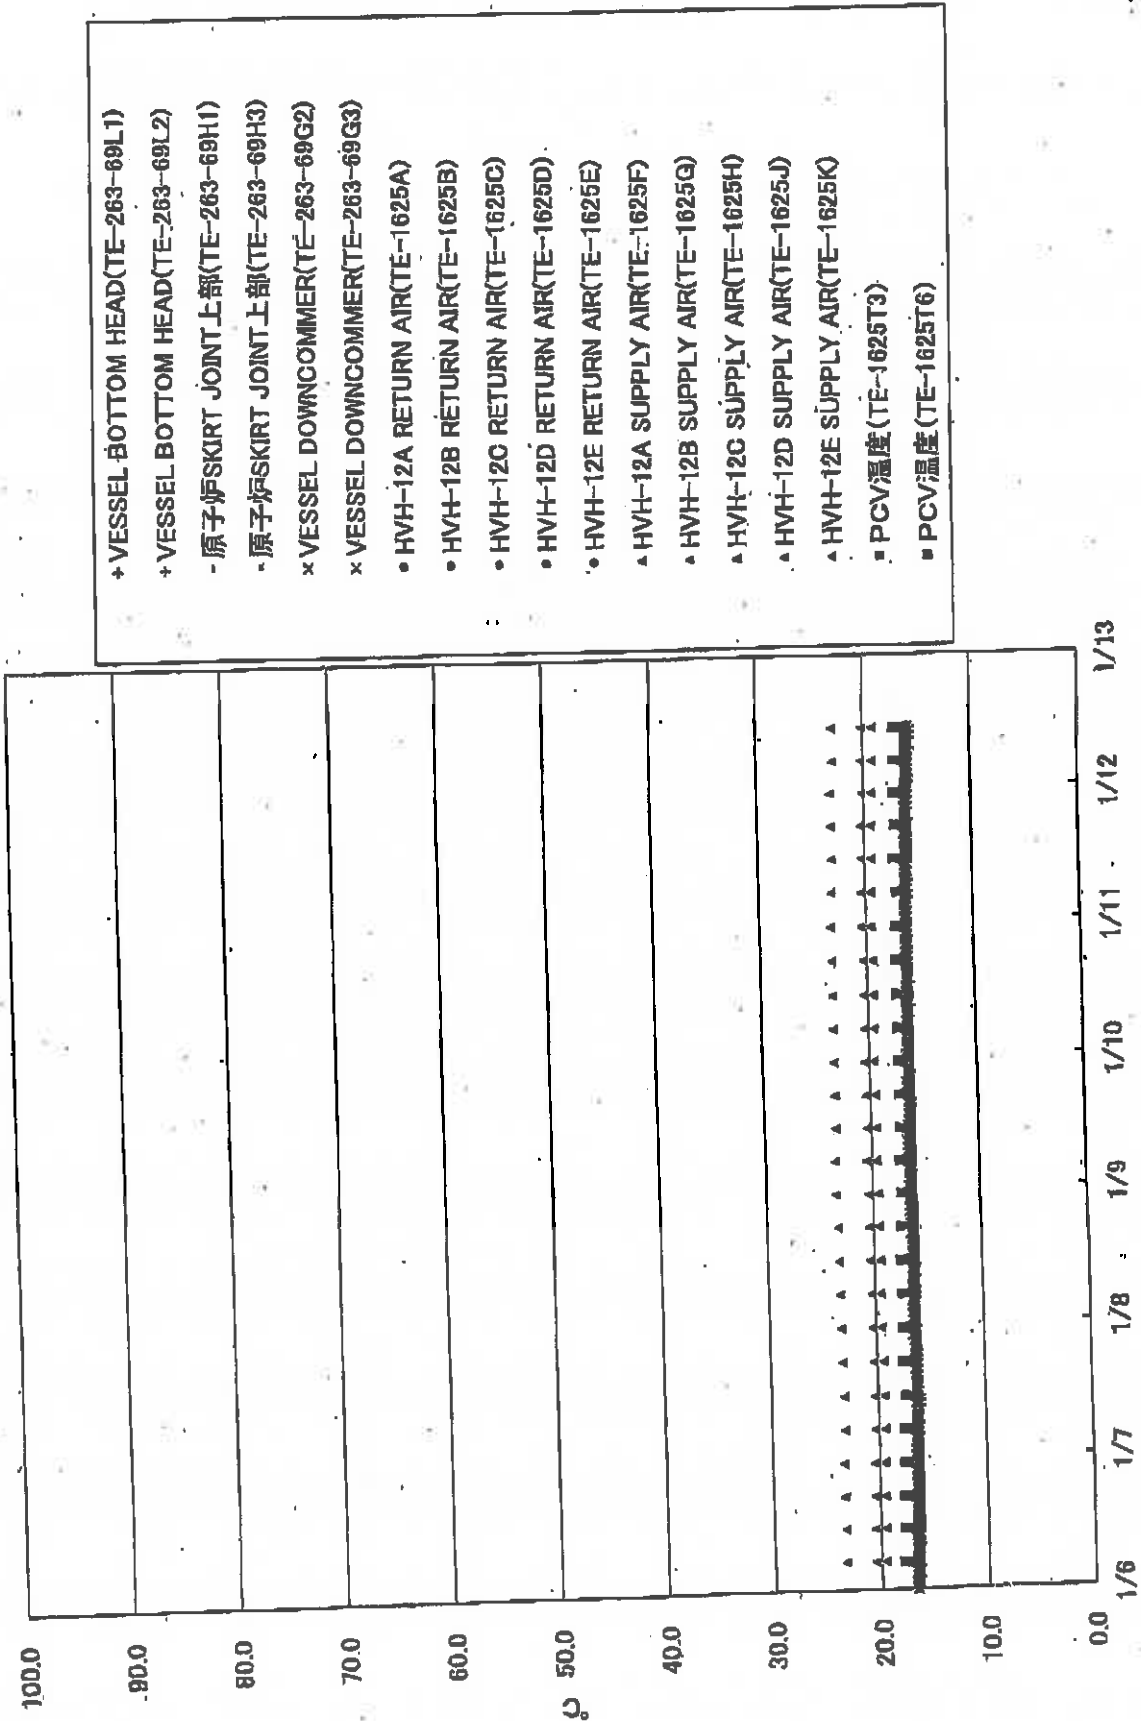 100.0
90.0
80.0
70.0
60.0
50.0
40.0
30.0
20.0
10.0
0.0
℃
1/6
1/7
1/8
1/9
1/10
1/11
1/12
1/13
+ VESSEL BOTTOM HEAD(TE-263-69L1)
+ VESSEL BOTTOM HEAD(TE-263-69L2)
- 原子炉SKIRT JOINT上部(TE-263-69H1)
- 原子炉SKIRT JOINT上部(TE-263-69H3)
× VESSEL DOWNCOMMER(TE-263-69G2)
× VESSEL DOWNCOMMER(TE-263-69G3)
● HVH-12A RETURN AIR(TE-1625A)
● HVH-12B RETURN AIR(TE-1625B)
● HVH-12C RETURN AIR(TE-1625C)
● HVH-12D RETURN AIR(TE-1625D)
● HVH-12E RETURN AIR(TE-1625E)
▲ HVH-12A SUPPLY AIR(TE-1625F)
▲ HVH-12B SUPPLY AIR(TE-1625G)
▲ HVH-12C SUPPLY AIR(TE-1625H)
▲ HVH-12D SUPPLY AIR(TE-1625J)
▲ HVH-12E SUPPLY AIR(TE-1625K)
■ PCV温度(TE-1625T3)
■ PCV温度(TE-1625T6)